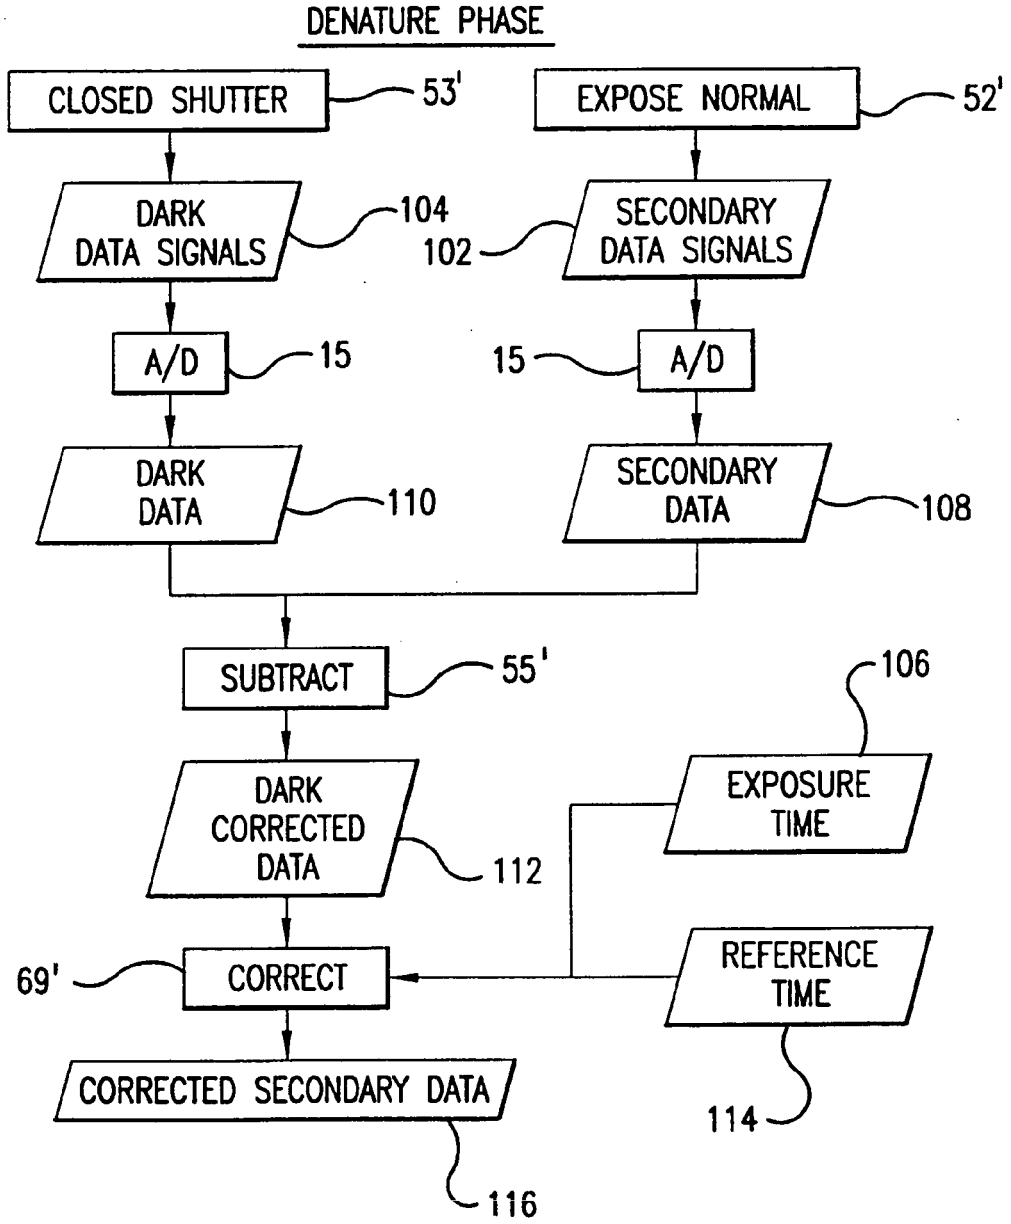 DENATURE PHASE
CLOSED SHUTTER
53'
EXPOSE NORMAL
52'
DARK
DATA SIGNALS
104
102
SECONDARY
DATA SIGNALS
A/D
15
15
A/D
DARK
DATA
110
SECONDARY
DATA
108
SUBTRACT
55'
106
DARK
CORRECTED
DATA
112
EXPOSURE
TIME
69'
CORRECT
REFERENCE
TIME
CORRECTED SECONDARY DATA
114
116